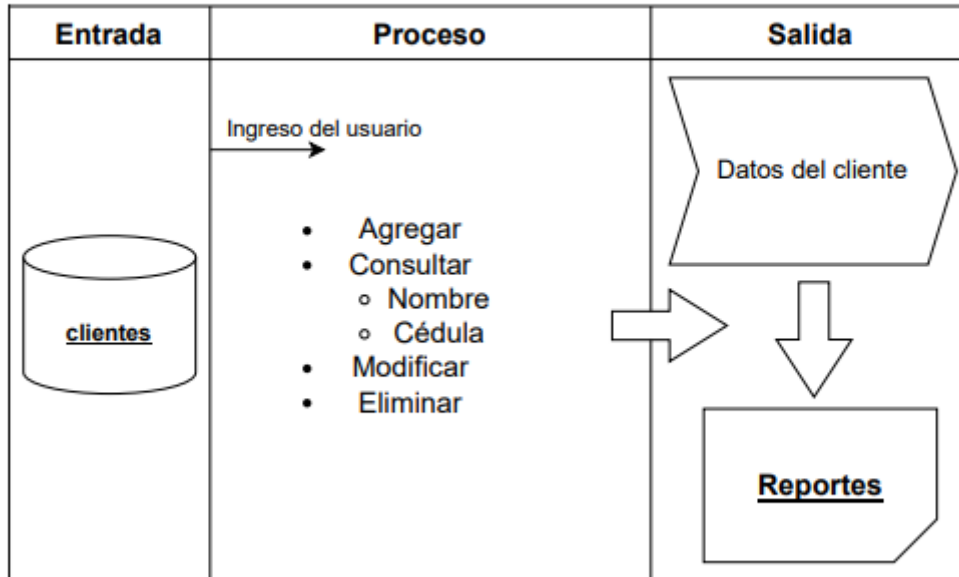 Entrada
Proceso
Salida
Ingreso del usuario
Datos del cliente
clientes
• Agregar
• Consultar
o Nombre
o Cédula
• Modificar
• Eliminar
Reportes